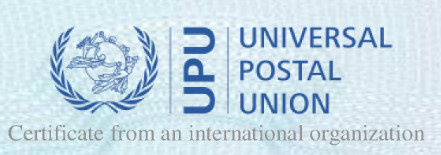 UPU
UNIVERSAL
POSTAL
UNION
Certificate from an international organization